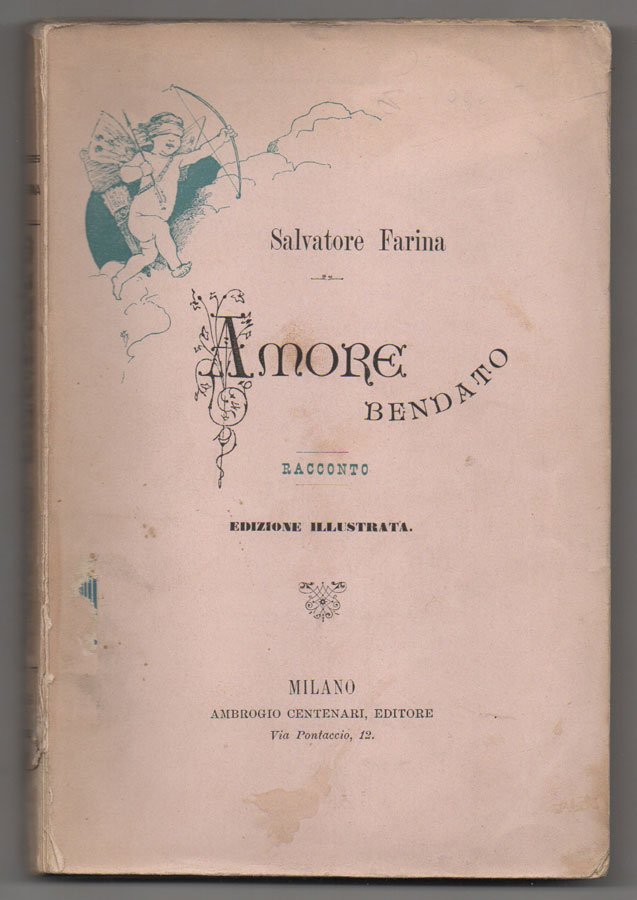 Salvatore Farina
AMORE
BENDATO
RACCONTO
EDIZIONE ILLUSTRATA.
MILANO
AMBROGIO CENTENARI, EDITORE
Via Pontaccio, 12.